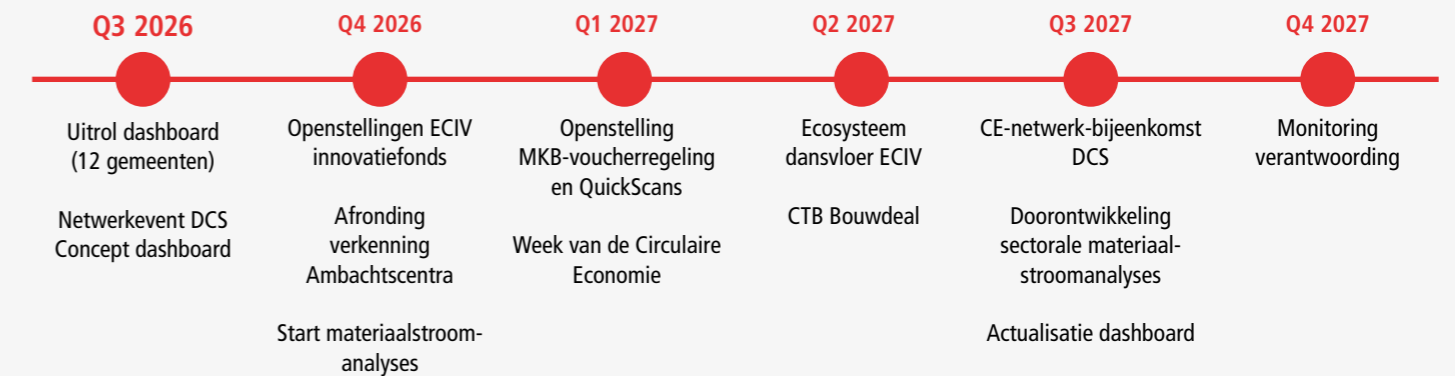 Q3 2026
Uitrol dashboard
(12 gemeenten)
Netwerkevent DCS
Concept dashboard
Q4 2026
Openstellingen ECIV
innovatiefonds
Afronding
verkenning
Ambachtscentra
Start materiaalstroom-
analyses
Q1 2027
Openstelling
MKB-voucherregeling
en QuickScans
Week van de Circulaire
Economie
Q2 2027
Ecosysteem
dansvloer ECIV
CTB Bouwdeal
Q3 2027
CE-netwerk-bijeenkomst
DCS
Doorontwikkeling
sectorale materiaal-
stroomanalyses
Actualisatie dashboard
Q4 2027
Monitoring
verantwoording